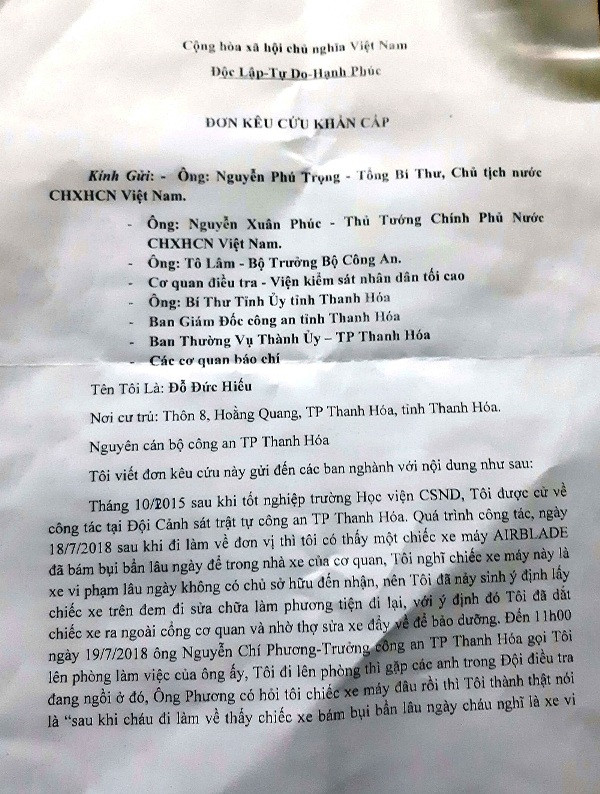 Cộng hòa xã hội chủ nghĩa Việt Nam
Độc Lập-Tự Do-Hạnh Phúc
ĐƠN KÊU CỨU KHẨN CẤP
Kính Gửi: - Ông: Nguyễn Phú Trọng - Tổng Bí Thư, Chủ tịch nước
CHXHCN Việt Nam.
- Ông: Nguyễn Xuân Phúc - Thủ Tướng Chính Phủ Nước
CHXHCN Việt Nam.
- Ông: Tô Lâm - Bộ Trưởng Bộ Công An.
- Cơ quan điều tra - Viện kiểm sát nhân dân tối cao
- Ông: Bí Thư Tỉnh Ủy tỉnh Thanh Hóa
- Ban Giám Đốc công an tỉnh Thanh Hóa
- Ban Thường Vụ Thành Ủy – TP Thanh Hóa
- Các cơ quan báo chí
Tên Tôi Là: Đỗ Đức Hiếu
Nơi cư trú: Thôn 8, Hoằng Quang, TP Thanh Hóa, tỉnh Thanh Hóa.
Nguyên cán bộ công an TP Thanh Hóa
Tôi viết đơn kêu cứu này gửi đến các ban nghành với nội dung như sau:
Tháng 10/2015 sau khi tốt nghiệp trường Học viện CSND, Tôi được cử về
công tác tại Đội Cảnh sát trật tự công an TP Thanh Hóa. Quá trình công tác, ngày
18/7/2018 sau khi đi làm về đơn vị thì tôi có thấy một chiếc xe máy AIRBLADE
đã bám bụi bẩn lâu ngày để trong nhà xe của cơ quan, Tôi nghĩ chiếc xe máy này là
xe vi phạm lâu ngày không có chủ sở hữu đến nhận, nên Tôi đã nảy sinh ý định lấy
chiếc xe trên đem đi sửa chữa làm phương tiện đi lại, với ý định đó Tôi đã dắt
chiếc xe ra ngoài cổng cơ quan và nhờ thợ sửa xe đẩy về để bảo dưỡng. Đến 11h00
ngày 19/7/2018 ông Nguyễn Chí Phương-Trưởng công an TP Thanh Hóa gọi Tôi
lên phòng làm việc của ông ấy, Tôi đi lên phòng thì gặp các anh trong Đội điều tra
đang ngồi ở đó, Ông Phương có hỏi tôi chiếc xe máy đâu rồi thì Tôi thành thật nói
là “sau khi cháu đi làm về thấy chiếc xe bám bụi bẩn lâu ngày cháu nghĩ là xe vi